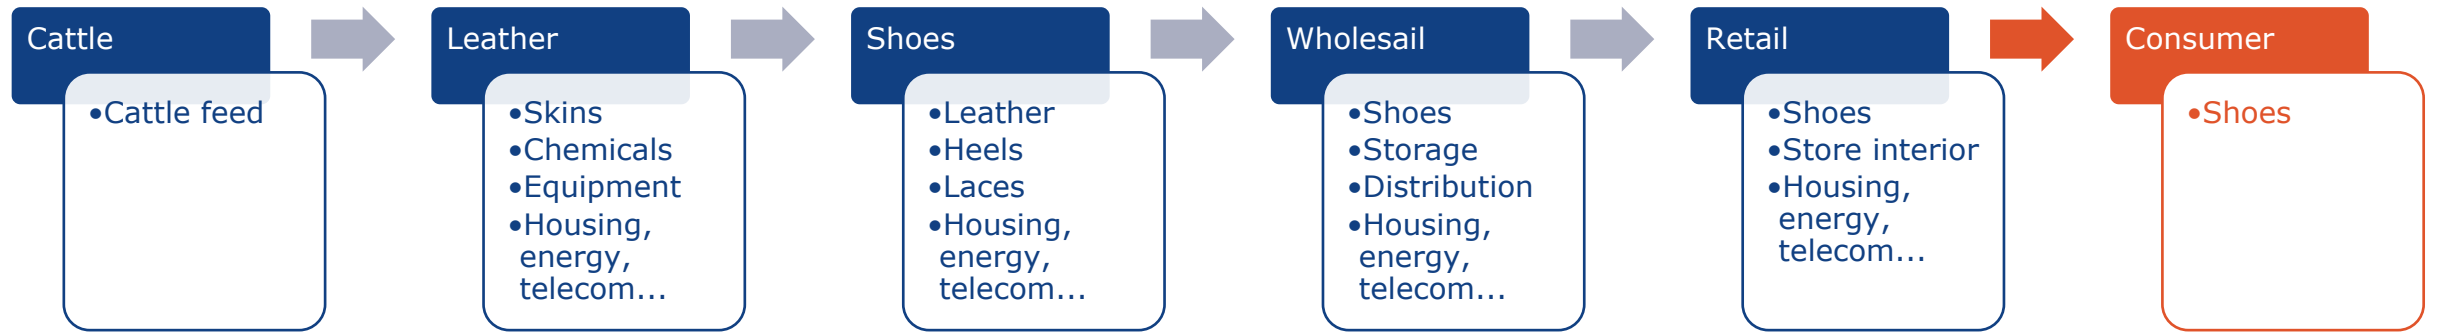 Cattle
•Cattle feed
Leather
•Skins
•Chemicals
•Equipment
•Housing,
energy,
telecom...
Shoes
•Leather
•Heels
•Laces
•Housing,
energy,
telecom...
Wholesail
•Shoes
•Storage
•Distribution
•Housing,
energy,
telecom...
Retail
•Shoes
•Store interior
•Housing,
energy,
telecom...
Consumer
•Shoes